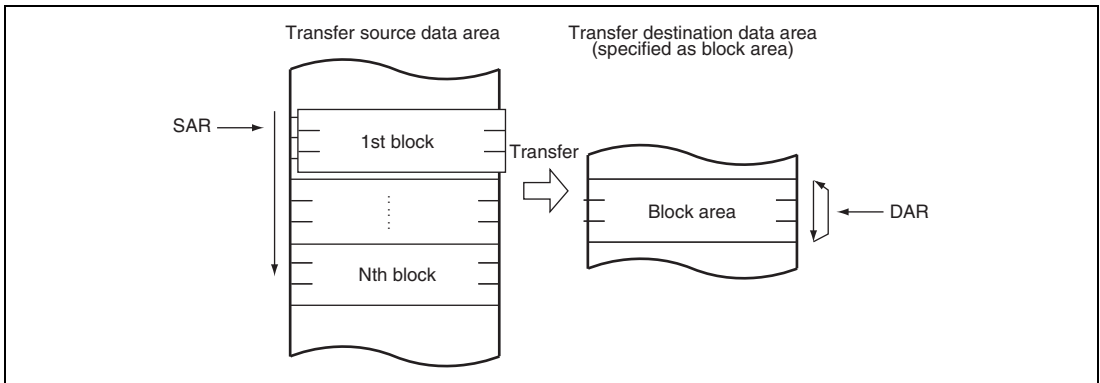 Transfer source data area
Transfer destination data area
(specified as block area)
SAR
1st block
Transfer
Block area
DAR
Nth block